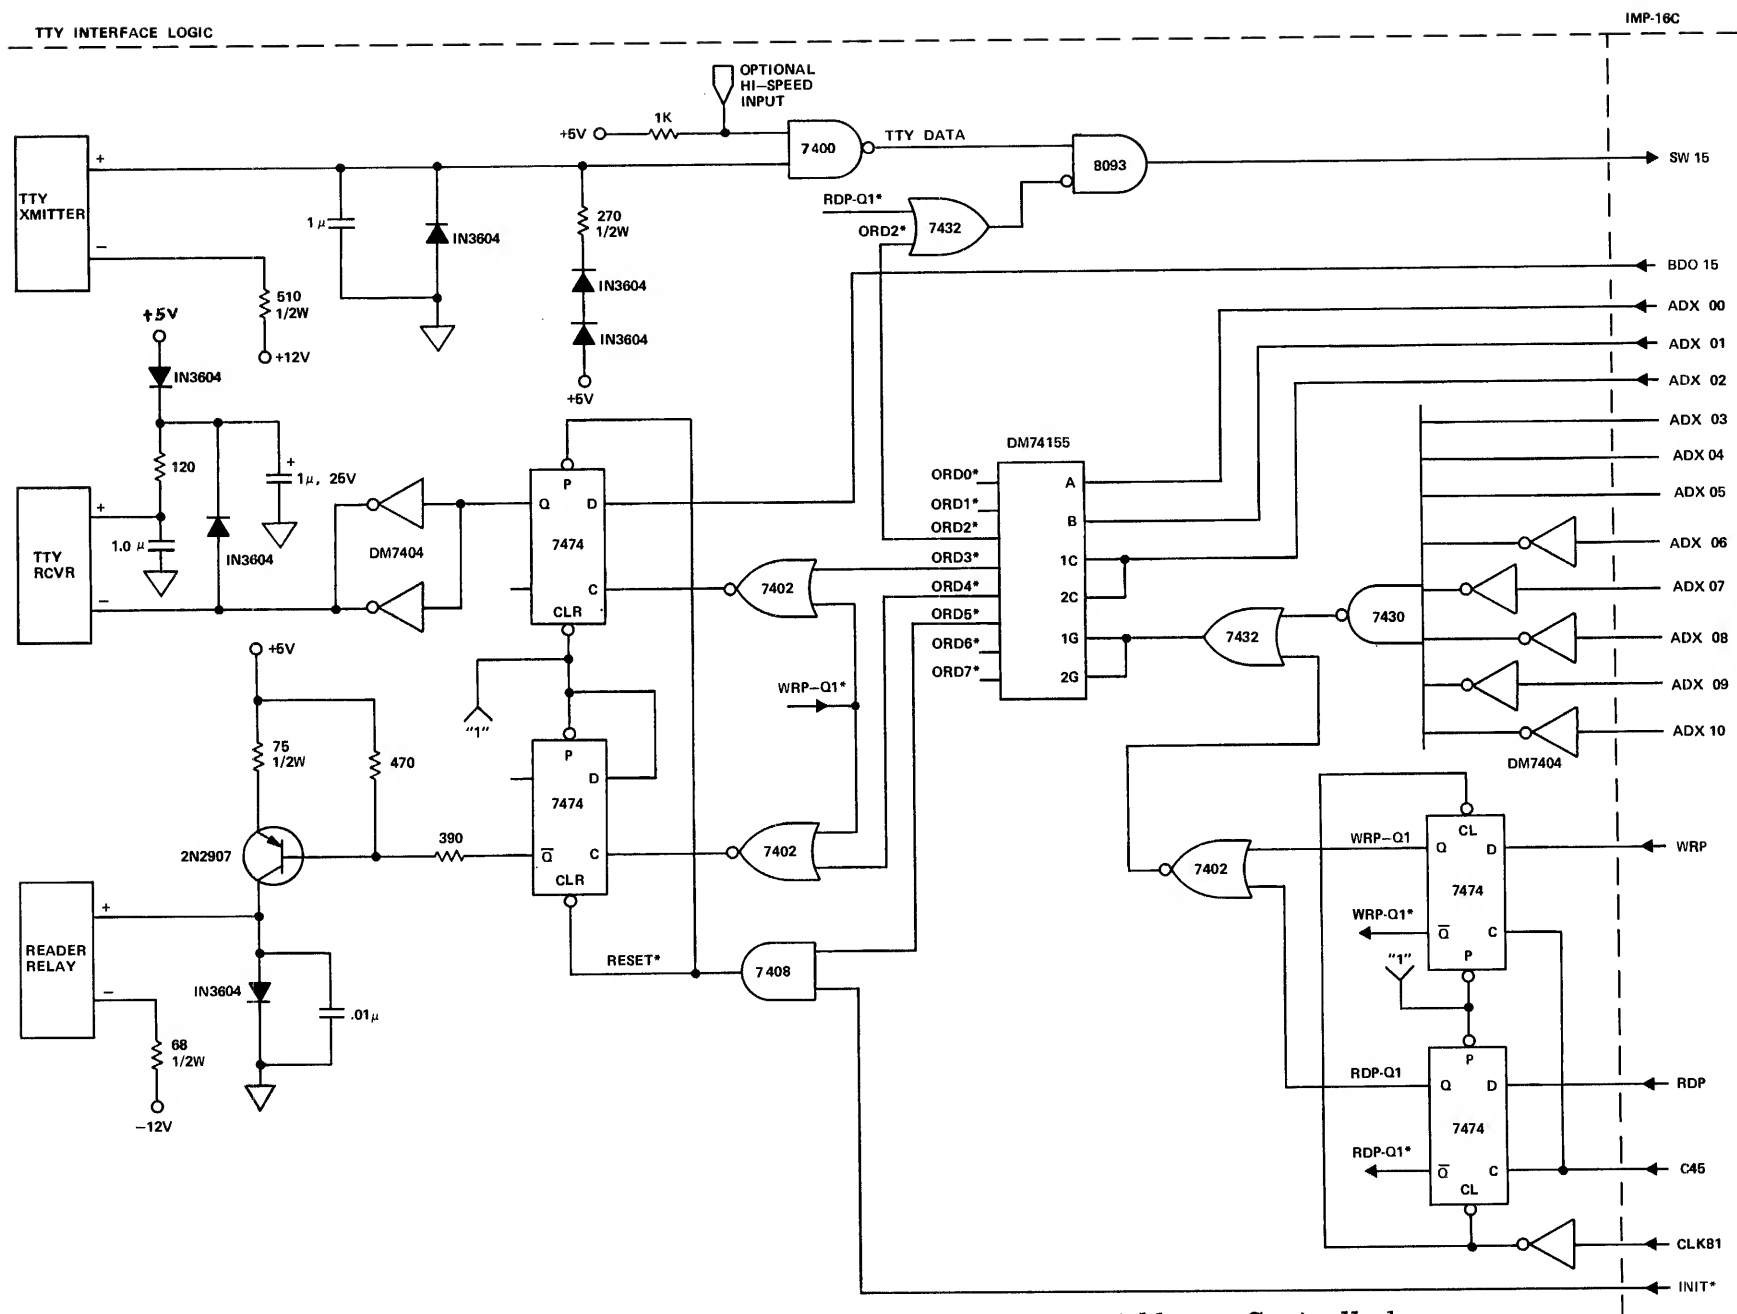 TTY INTERFACE LOGIC
IMP-16C
OPTIONAL
HI-SPEED
INPUT
+5V
1K
7400
TTY DATA
8093
SW 15
TTY
XMITTER
+
−
1μ
IN3604
270
1/2W
IN3604
IN3604
+5V
RDP-Q1*
ORD2*
7432
510
1/2W
+12V
BDO 15
ADX 00
ADX 01
ADX 02
ADX 03
ADX 04
ADX 05
ADX 06
ADX 07
ADX 08
ADX 09
ADX 10
DM7404
+5V
IN3604
120
+
1μ, 25V
TTY
RCVR
+
−
1.0 μ
IN3604
DM7404
P
Q
D
7474
C
CLR
"1"
7402
WRP-Q1*
DM74155
ORD0*
ORD1*
ORD2*
ORD3*
ORD4*
ORD5*
ORD6*
ORD7*
A
B
1C
2C
1G
2G
7432
7430
+5V
75
1/2W
470
2N2907
390
P
D
7474
Q̅
C
CLR
7402
RESET*
7408
READER
RELAY
+
−
IN3604
.01μ
68
1/2W
−12V
7402
WRP-Q1
CL
Q
D
7474
WRP-Q1*
Q̅
C
P
"1"
WRP
RDP-Q1
P
Q
D
7474
RDP-Q1*
Q̅
C
CL
RDP
C45
CLK81
INIT*